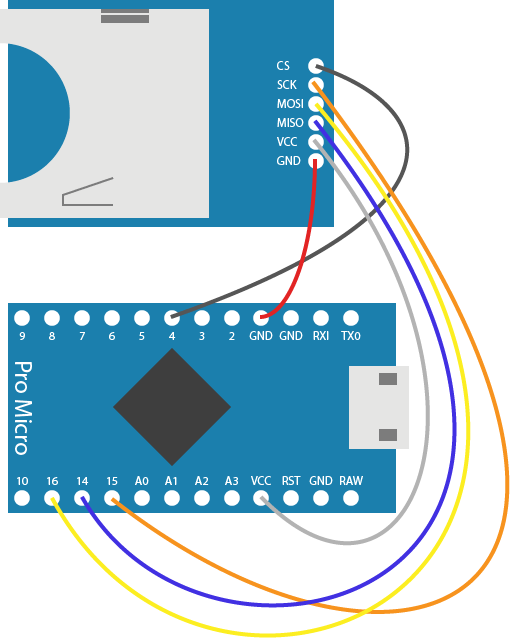 CS
SCK
MOSI
MISO
VCC
GND
9 8 7 6 5 4 3 2 GND GND RXI TX0
Pro Micro
10 16 14 15 A0 A1 A2 A3 VCC RST GND RAW